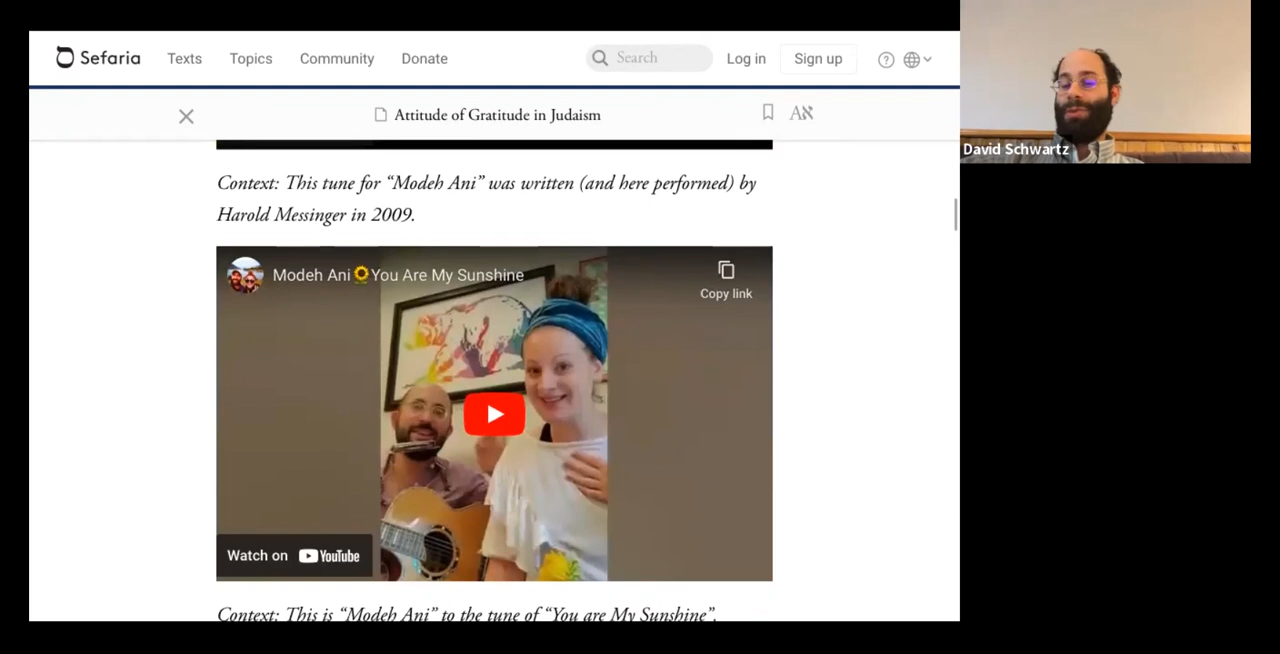 Sefaria Texts Topics Community Donate Search Log in Sign up
Attitude of Gratitude in Judaism Aא
David Schwartz
Context: This tune for “Modeh Ani” was written (and here performed) by
Harold Messinger in 2009.
Modeh Ani🌻You Are My Sunshine
Copy link
Watch on YouTube
Context: This is “Modeh Ani” to the tune of “You are My Sunshine”.